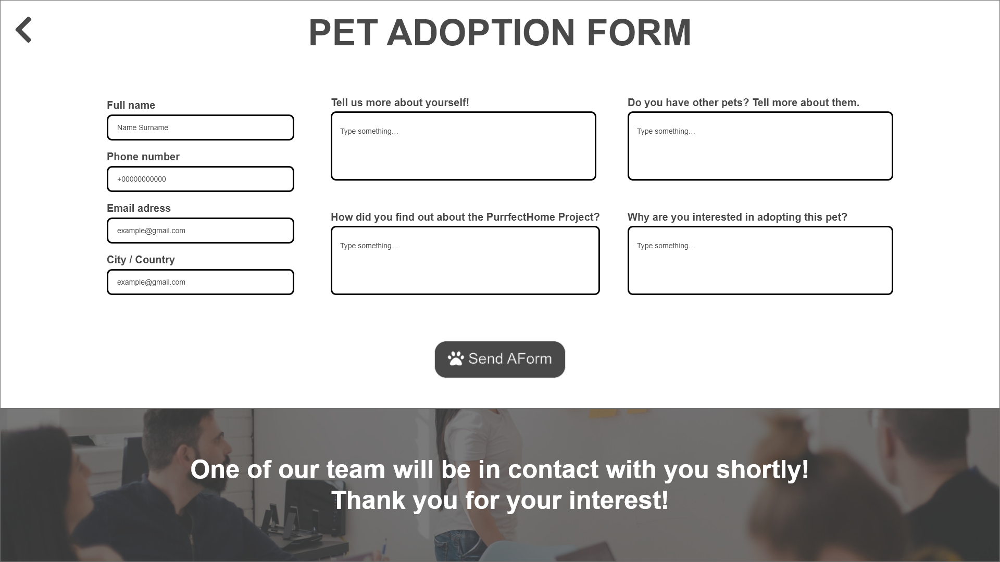 PET ADOPTION FORM
Full name
Name Surname
Phone number
+00000000000
Email adress
example@gmail.com
City / Country
example@gmail.com
Tell us more about yourself!
Type something...
How did you find out about the PurrfectHome Project?
Type something...
Do you have other pets? Tell more about them.
Type something...
Why are you interested in adopting this pet?
Type something...
Send AForm
One of our team will be in contact with you shortly!
Thank you for your interest!